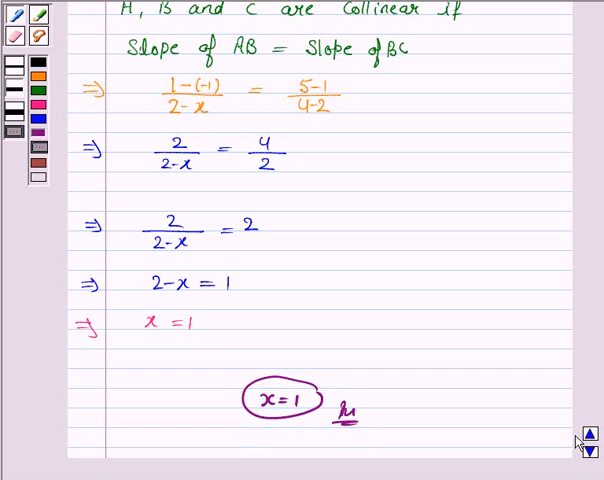 A, B and C are Collinear if
Slope of AB = Slope of BC
⇒ 1-(-1)/2-x = 5-1/4-2
⇒ 2/2-x = 4/2
⇒ 2/2-x = 2
⇒ 2-x = 1
⇒ x = 1
x=1